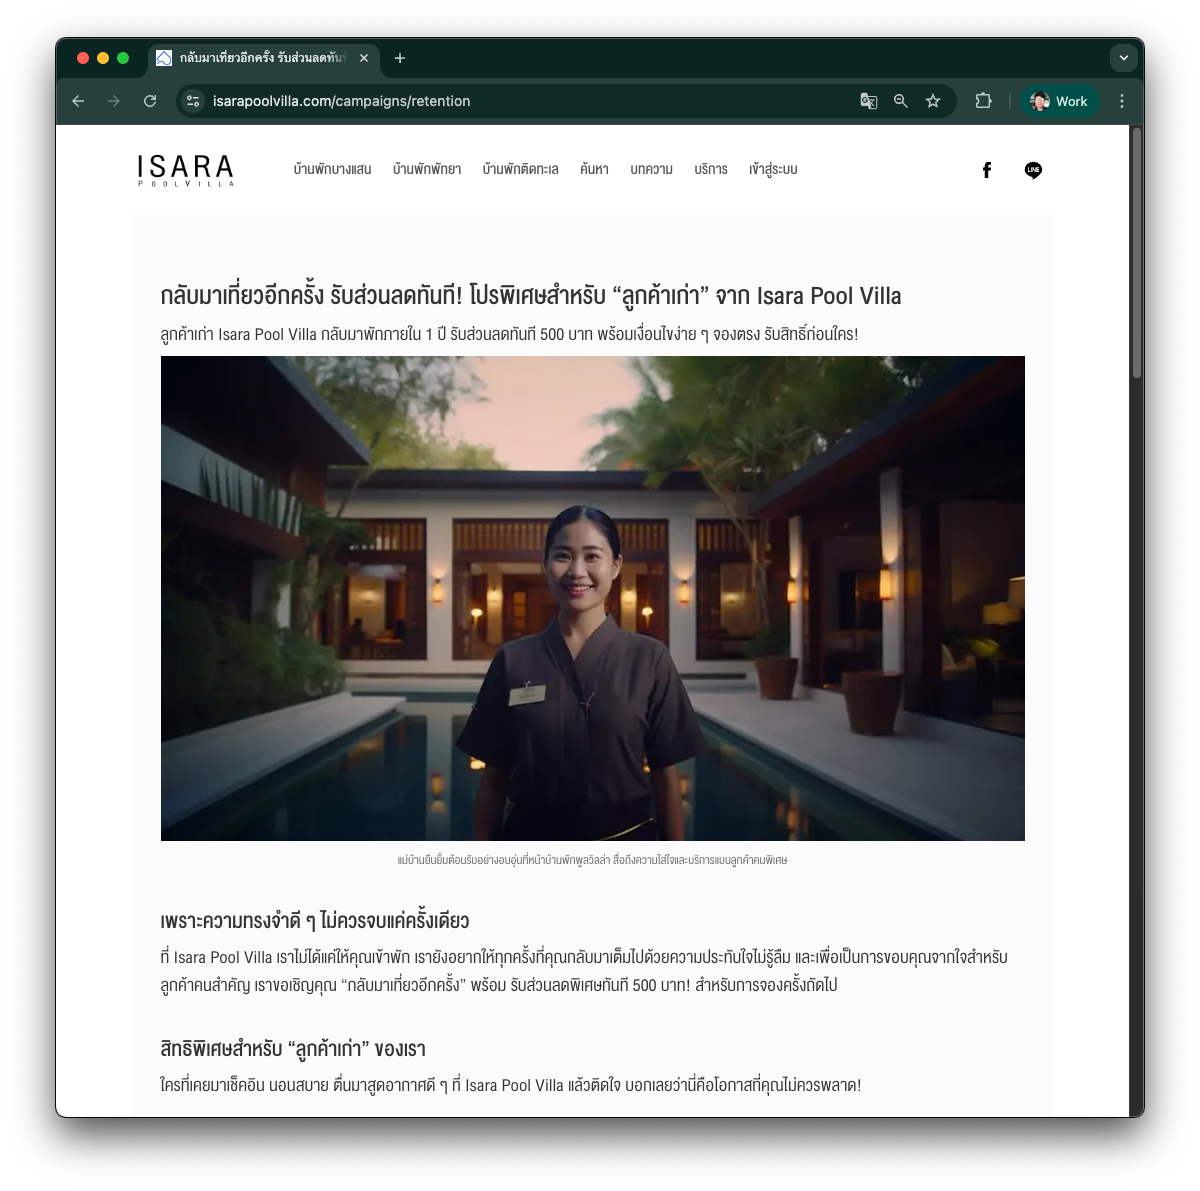 กลับมาเที่ยวอีกครั้ง รับส่วนลดทันที
isarapoolvilla.com/campaigns/retention
Work
ISARA
POOLVILLA
บ้านพักบางแสน บ้านพักพัทยา บ้านพักติดทะเล ค้นหา บทความ บริการ เข้าสู่ระบบ
LINE
กลับมาเที่ยวอีกครั้ง รับส่วนลดทันที! โปรพิเศษสำหรับ “ลูกค้าเก่า” จาก Isara Pool Villa
ลูกค้าเก่า Isara Pool Villa กลับมาพักภายใน 1 ปี รับส่วนลดทันที 500 บาท พร้อมเงื่อนไขง่าย ๆ จองตรง รับสิทธิ์ก่อนใคร!
แม่บ้านยืนยิ้มต้อนรับอย่างอบอุ่นที่หน้าบ้านพักพูลวิลล่า สื่อถึงความใส่ใจและบริการแบบลูกค้าคนพิเศษ
เพราะความทรงจำดี ๆ ไม่ควรจบแค่ครั้งเดียว
ที่ Isara Pool Villa เราไม่ได้แค่ให้คุณเข้าพัก เรายังอยากให้ทุกครั้งที่คุณกลับมาเต็มไปด้วยความประทับใจไม่รู้ลืม และเพื่อเป็นการขอบคุณจากใจสำหรับ
ลูกค้าคนสำคัญ เราขอเชิญคุณ “กลับมาเที่ยวอีกครั้ง” พร้อม รับส่วนลดพิเศษทันที 500 บาท! สำหรับการจองครั้งถัดไป
สิทธิพิเศษสำหรับ “ลูกค้าเก่า” ของเรา
ใครที่เคยมาเช็คอิน นอนสบาย ตื่นมาสูดอากาศดี ๆ ที่ Isara Pool Villa แล้วติดใจ บอกเลยว่านี่คือโอกาสที่คุณไม่ควรพลาด!